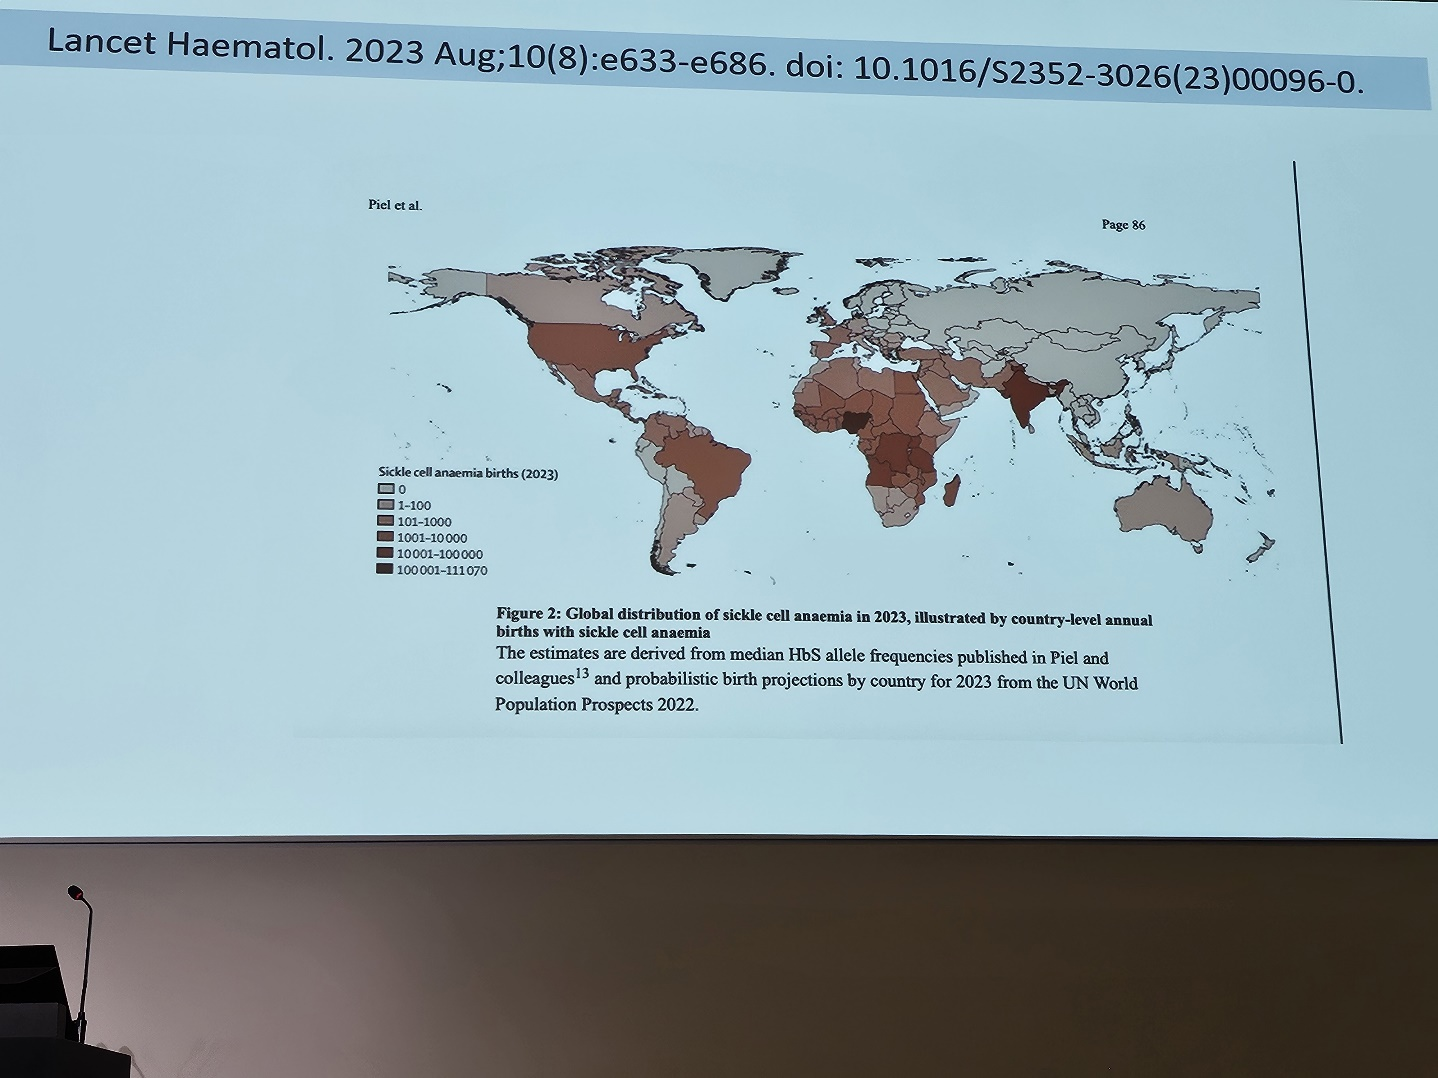 Lancet Haematol. 2023 Aug;10(8):e633-e686. doi: 10.1016/S2352-3026(23)00096-0.
Piel et al.
Page 86
Sickle cell anaemia births (2023)
0
1–100
101–1000
1001–10 000
10 001–100 000
100 001–111 070
Figure 2: Global distribution of sickle cell anaemia in 2023, illustrated by country-level annual
births with sickle cell anaemia
The estimates are derived from median HbS allele frequencies published in Piel and
colleagues13 and probabilistic birth projections by country for 2023 from the UN World
Population Prospects 2022.